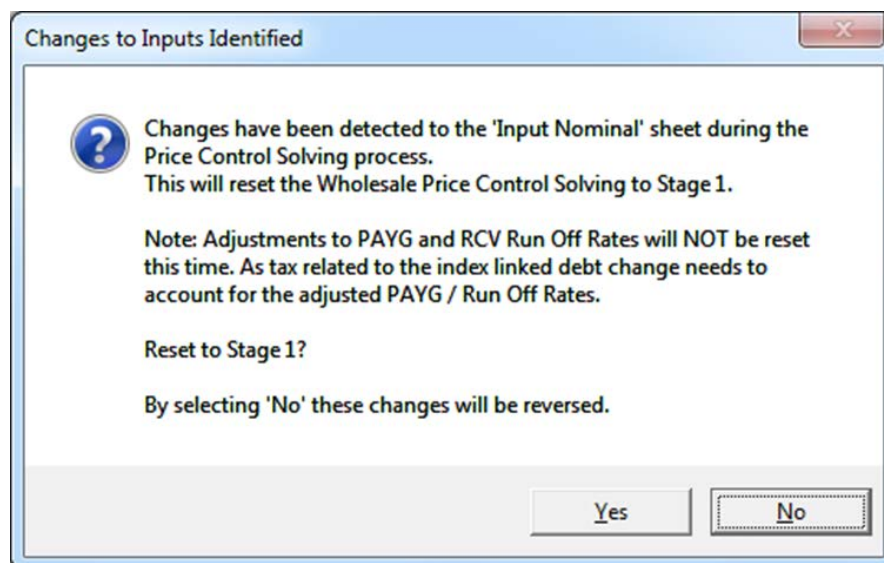 Changes to Inputs Identified
Changes have been detected to the 'Input Nominal' sheet during the
Price Control Solving process.
This will reset the Wholesale Price Control Solving to Stage 1.
Note: Adjustments to PAYG and RCV Run Off Rates will NOT be reset
this time. As tax related to the index linked debt change needs to
account for the adjusted PAYG / Run Off Rates.
Reset to Stage 1?
By selecting 'No' these changes will be reversed.
Yes
No